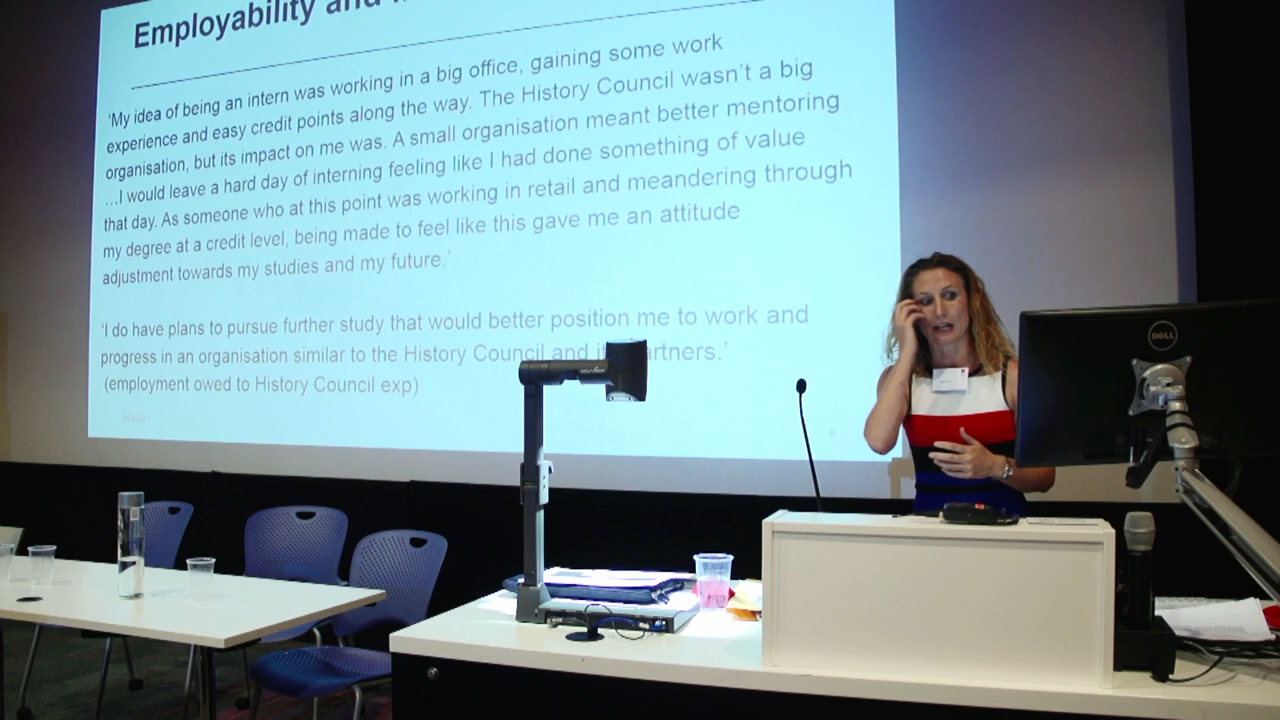 Employability and
‘My idea of being an intern was working in a big office, gaining some work
experience and easy credit points along the way. The History Council wasn’t a big
organisation, but its impact on me was. A small organisation meant better mentoring
…I would leave a hard day of interning feeling like I had done something of value
that day. As someone who at this point was working in retail and meandering through
my degree at a credit level, being made to feel like this gave me an attitude
adjustment towards my studies and my future.’
‘I do have plans to pursue further study that would better position me to work and
progress in an organisation similar to the History Council and its partners.’
(employment owed to History Council exp)
DELL